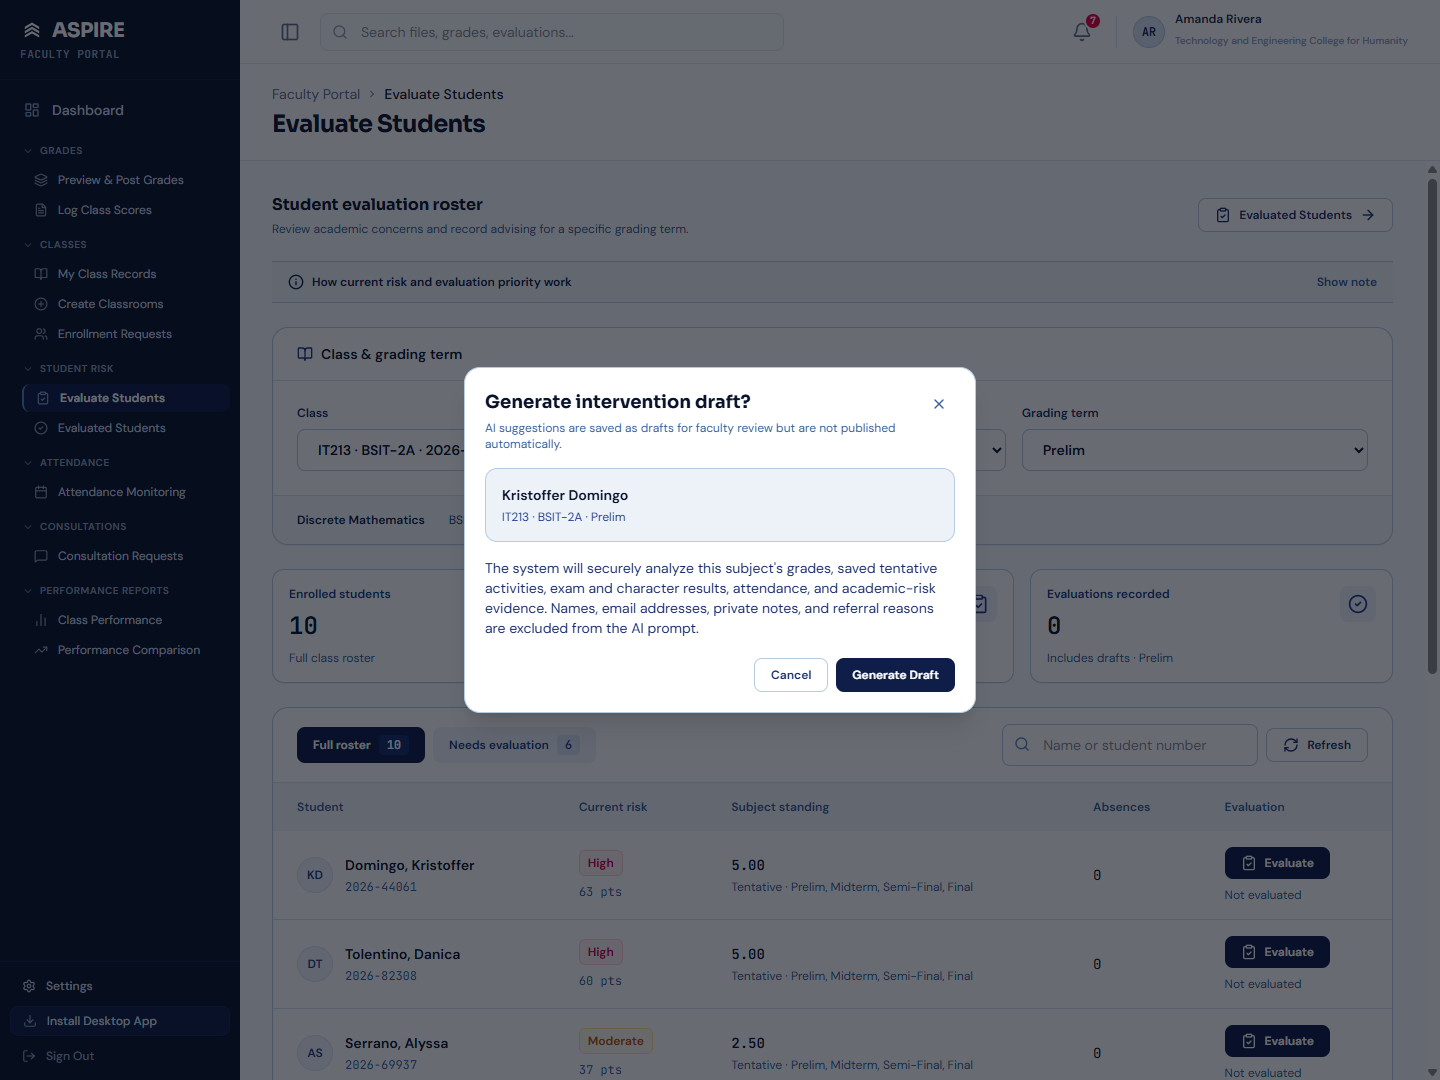 ASPIRE
FACULTY PORTAL
Dashboard
GRADES
Preview & Post Grades
Log Class Scores
CLASSES
My Class Records
Create Classrooms
Enrollment Requests
STUDENT RISK
Evaluate Students
Evaluated Students
ATTENDANCE
Attendance Monitoring
CONSULTATIONS
Consultation Requests
PERFORMANCE REPORTS
Class Performance
Performance Comparison
Settings
Install Desktop App
Sign Out
Search files, grades, evaluations...
7
AR
Amanda Rivera
Technology and Engineering College for Humanity
Faculty Portal > Evaluate Students
Evaluate Students
Student evaluation roster
Review academic concerns and record advising for a specific grading term.
Evaluated Students
How current risk and evaluation priority work
Show note
Class & grading term
Class
IT213 · BSIT-2A · 2026-
Grading term
Prelim
Discrete Mathematics BS
Enrolled students
10
Full class roster
Evaluations recorded
0
Includes drafts · Prelim
Generate intervention draft?
AI suggestions are saved as drafts for faculty review but are not published
automatically.
Kristoffer Domingo
IT213 · BSIT-2A · Prelim
The system will securely analyze this subject's grades, saved tentative
activities, exam and character results, attendance, and academic-risk
evidence. Names, email addresses, private notes, and referral reasons
are excluded from the AI prompt.
Cancel
Generate Draft
Full roster 10
Needs evaluation 6
Name or student number
Refresh
Student Current risk Subject standing Absences Evaluation
KD
Domingo, Kristoffer
2026-44061
High
63 pts
5.00
Tentative · Prelim, Midterm, Semi-Final, Final
0
Evaluate
Not evaluated
DT
Tolentino, Danica
2026-82308
High
60 pts
5.00
Tentative · Prelim, Midterm, Semi-Final, Final
0
Evaluate
Not evaluated
AS
Serrano, Alyssa
2026-69937
Moderate
37 pts
2.50
Tentative · Prelim, Midterm, Semi-Final, Final
0
Evaluate
Not evaluated